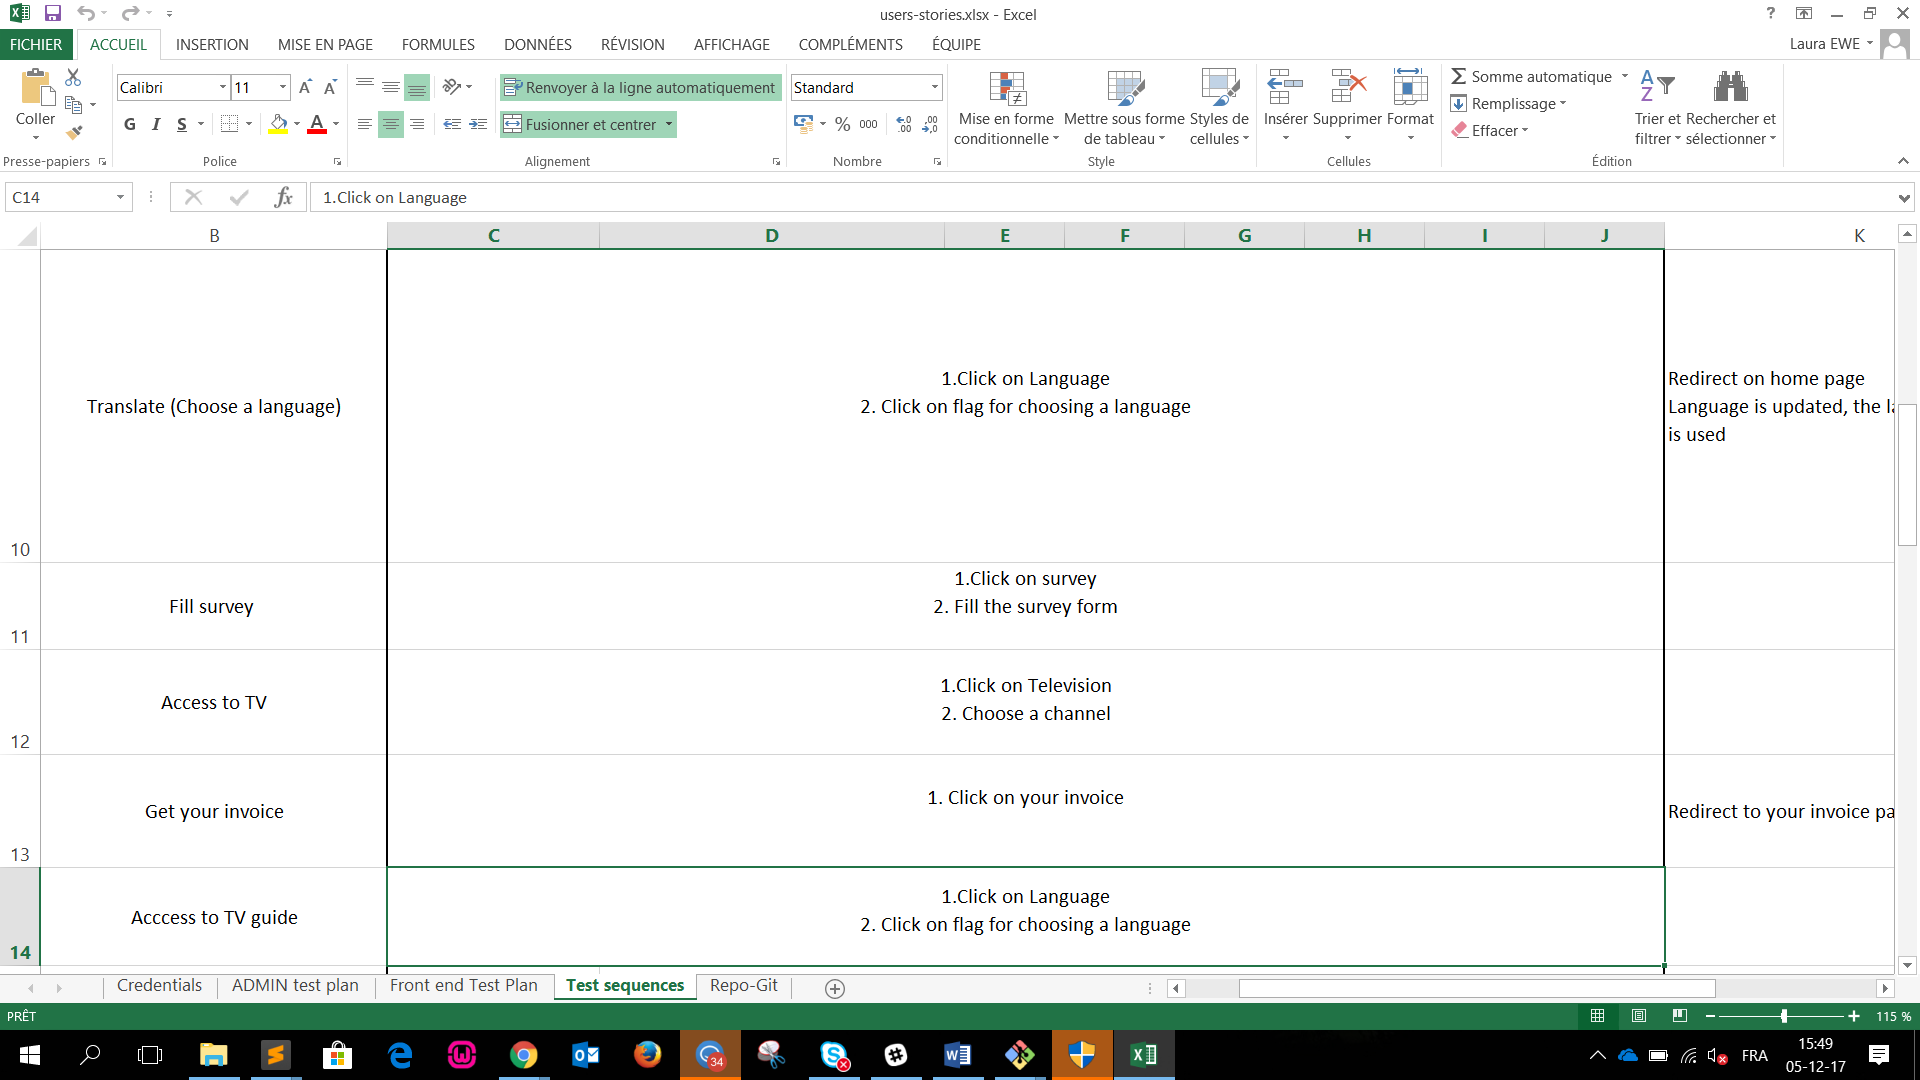 users-stories.xlsx - Excel
?
FICHIER
ACCUEIL
INSERTION
MISE EN PAGE
FORMULES
DONNÉES
RÉVISION
AFFICHAGE
COMPLÉMENTS
ÉQUIPE
Laura EWE
Coller
Presse-papiers
Calibri
11
G I S
Police
Renvoyer à la ligne automatiquement
Fusionner et centrer
Alignement
Standard
% 000
Nombre
Mise en forme
conditionnelle
Mettre sous forme
de tableau
Styles de
cellules
Style
Insérer
Supprimer
Format
Cellules
Somme automatique
Remplissage
Effacer
Trier et
filtrer
Rechercher et
sélectionner
Édition
C14
fx
1.Click on Language
B C D E F G H I J K
10
Translate (Choose a language)
1.Click on Language
2. Click on flag for choosing a language
Redirect on home page
Language is updated, the
is used
11
Fill survey
1.Click on survey
2. Fill the survey form
12
Access to TV
1.Click on Television
2. Choose a channel
13
Get your invoice
1. Click on your invoice
Redirect to your invoice pa
14
Acccess to TV guide
1.Click on Language
2. Click on flag for choosing a language
Credentials
ADMIN test plan
Front end Test Plan
Test sequences
Repo-Git
PRÊT
115 %
34
FRA
15:49
05-12-17